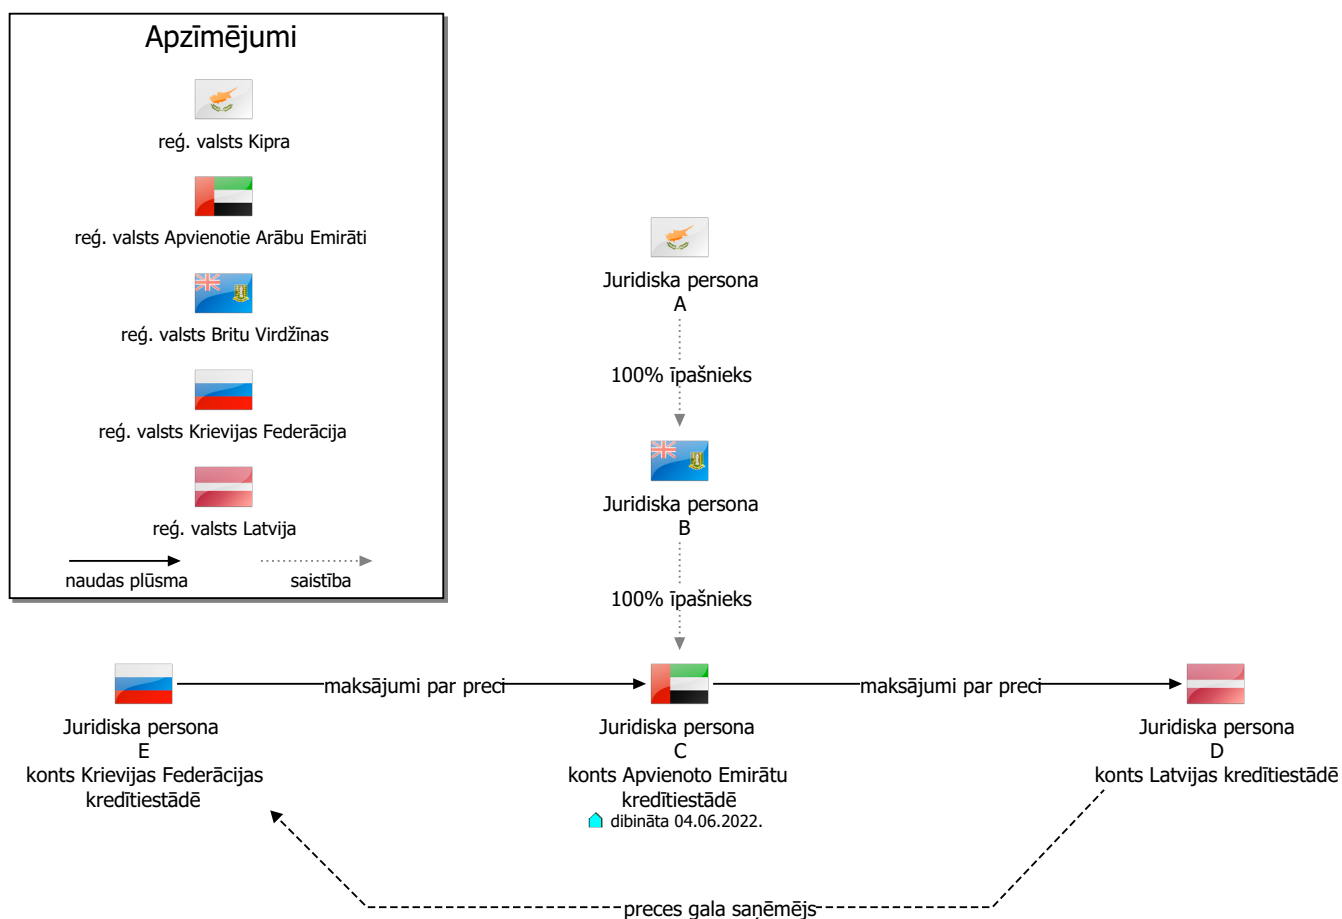 Apzīmējumi
reģ. valsts Kipra
reģ. valsts Apvienotie Arābu Emirāti
reģ. valsts Britu Virdžīnas
reģ. valsts Krievijas Federācija
reģ. valsts Latvija
naudas plūsma
saistība
Juridiska persona
A
100% īpašnieks
Juridiska persona
B
100% īpašnieks
maksājumi par preci
maksājumi par preci
Juridiska persona
E
konts Krievijas Federācijas
kredītiestādē
Juridiska persona
C
konts Apvienoto Emirātu
kredītiestādē
dibināta 04.06.2022.
Juridiska persona
D
konts Latvijas kredītiestādē
preces gala saņēmējs